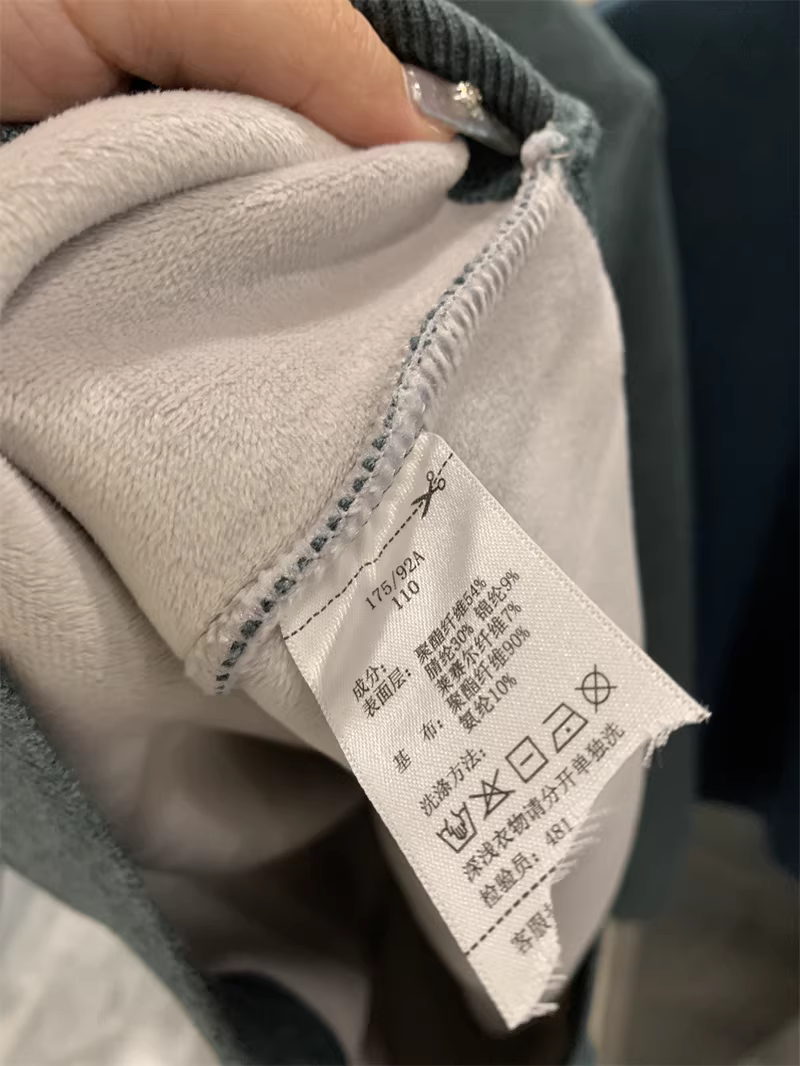 175/92A
110
成分:
表面层: 聚酯纤维54%
腈纶30% 锦纶9%
莱赛尔纤维7%
基 布: 聚酯纤维90%
氨纶10%
洗涤方法:
深浅衣物请分开单独洗
检验员: 481
客服